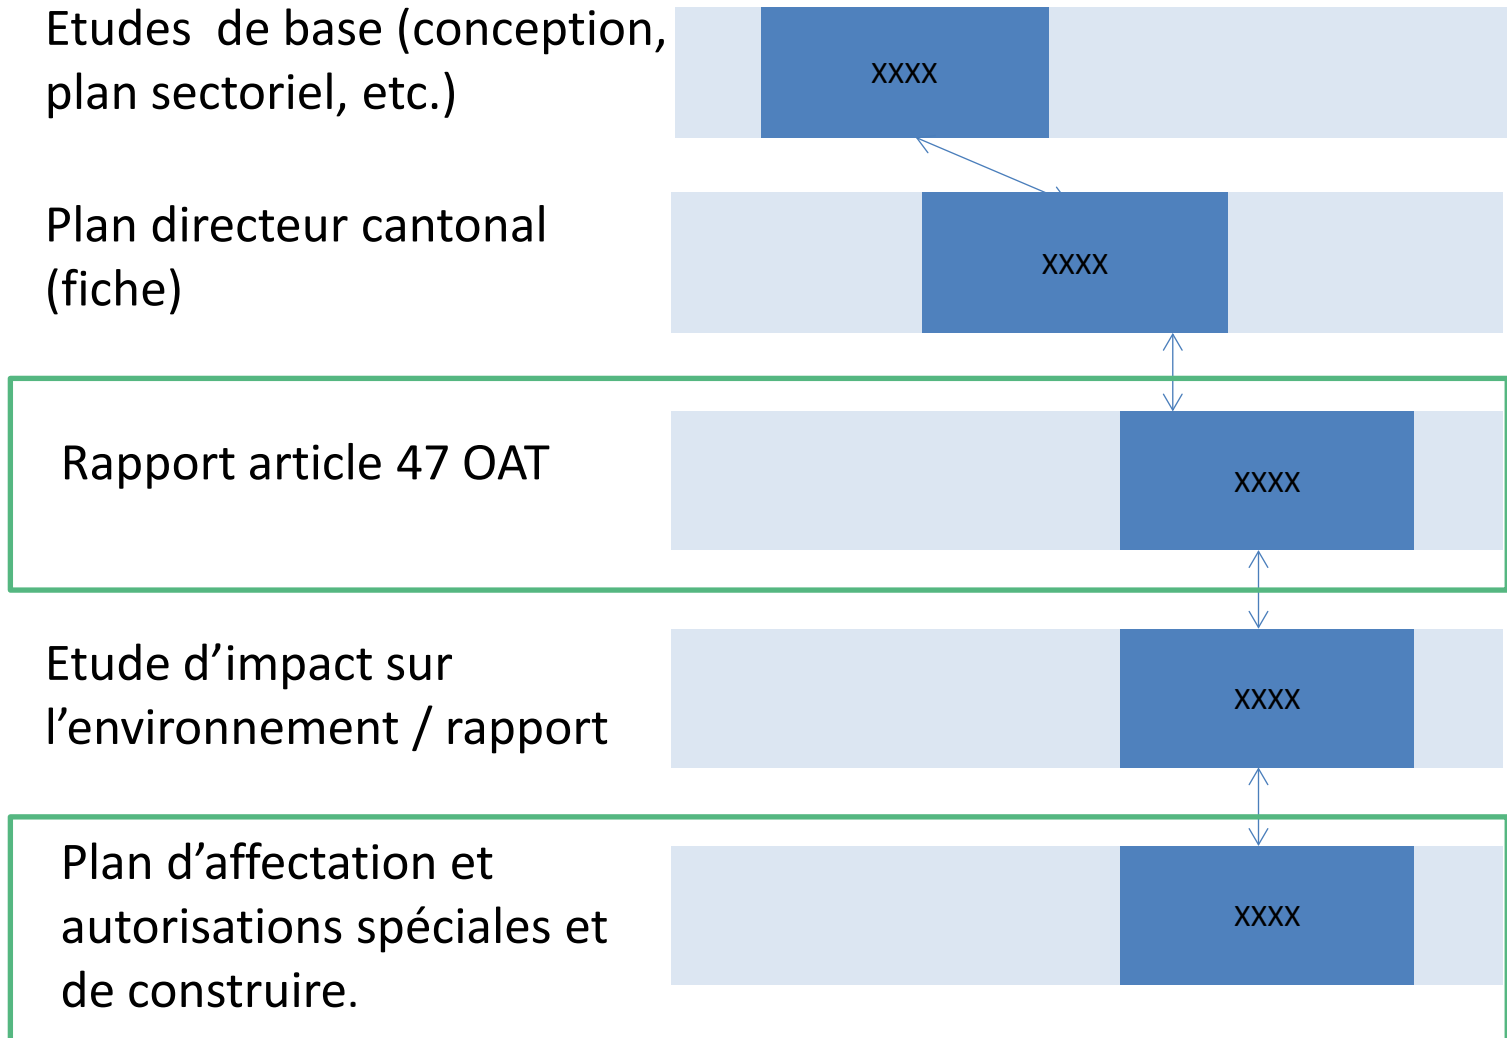 Etudes  de base (conception,
plan sectoriel, etc.)
xxxx
Plan directeur cantonal
(fiche)
xxxx
Rapport article 47 OAT
xxxx
Etude d’impact sur
l’environnement / rapport
xxxx
Plan d’affectation et
autorisations spéciales et
de construire.
xxxx